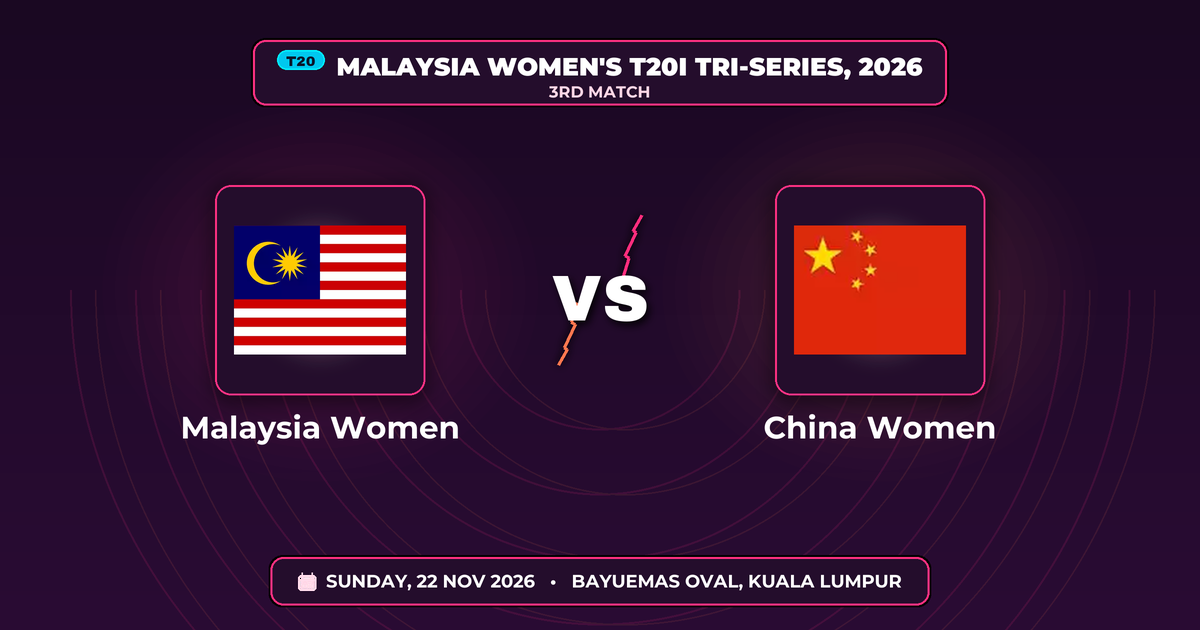 T20 MALAYSIA WOMEN'S T20I TRI-SERIES, 2026
3RD MATCH
VS
Malaysia Women
China Women
SUNDAY, 22 NOV 2026 • BAYUEMAS OVAL, KUALA LUMPUR